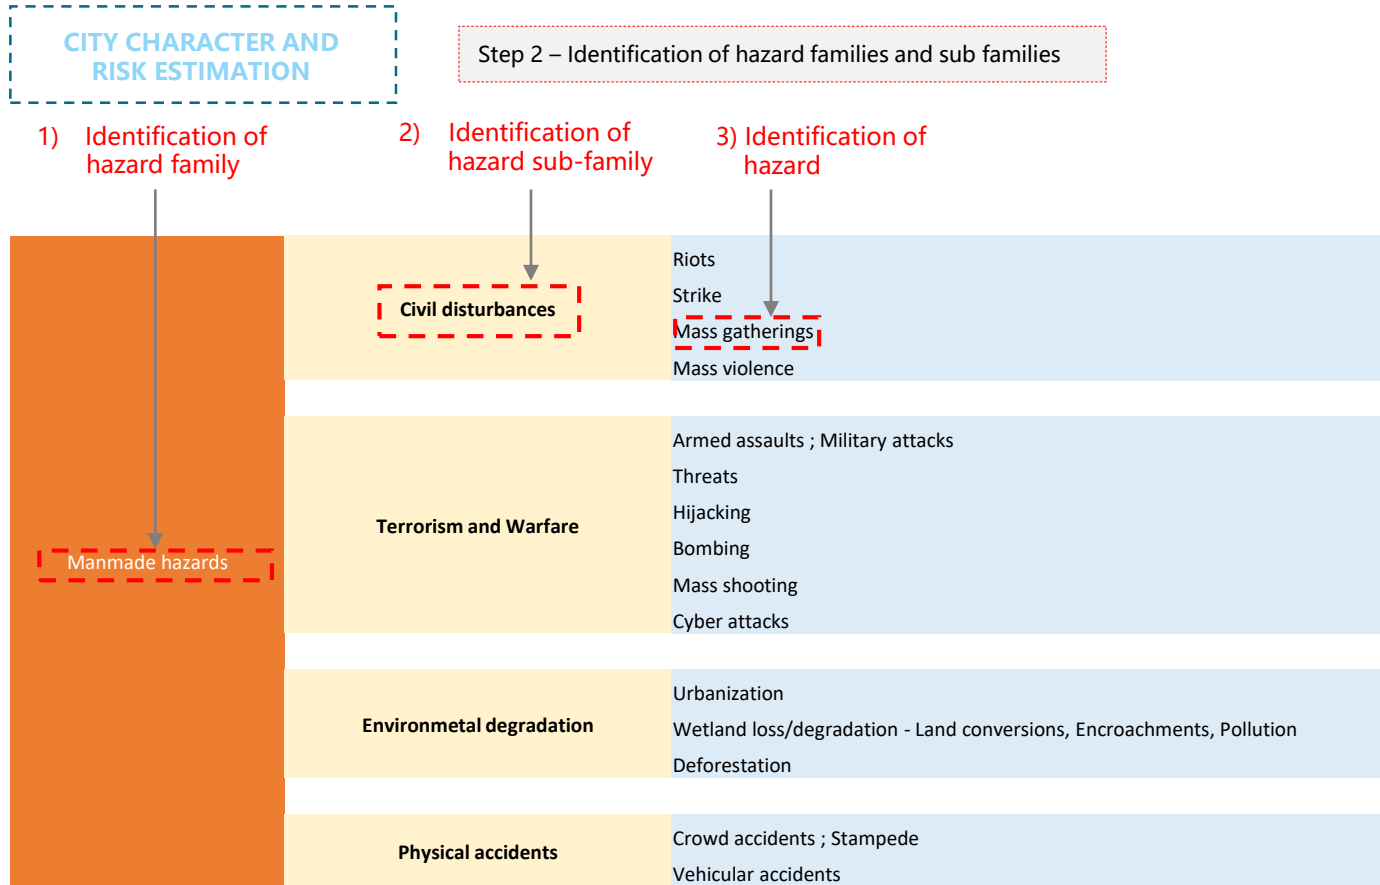 CITY CHARACTER AND
RISK ESTIMATION
Step 2 – Identification of hazard families and sub families
1) Identification of
hazard family
2) Identification of
hazard sub-family
3) Identification of
hazard
Manmade hazards
Civil disturbances
Riots
Strike
Mass gatherings
Mass violence
Terrorism and Warfare
Armed assaults ; Military attacks
Threats
Hijacking
Bombing
Mass shooting
Cyber attacks
Environmetal degradation
Urbanization
Wetland loss/degradation - Land conversions, Encroachments, Pollution
Deforestation
Physical accidents
Crowd accidents ; Stampede
Vehicular accidents